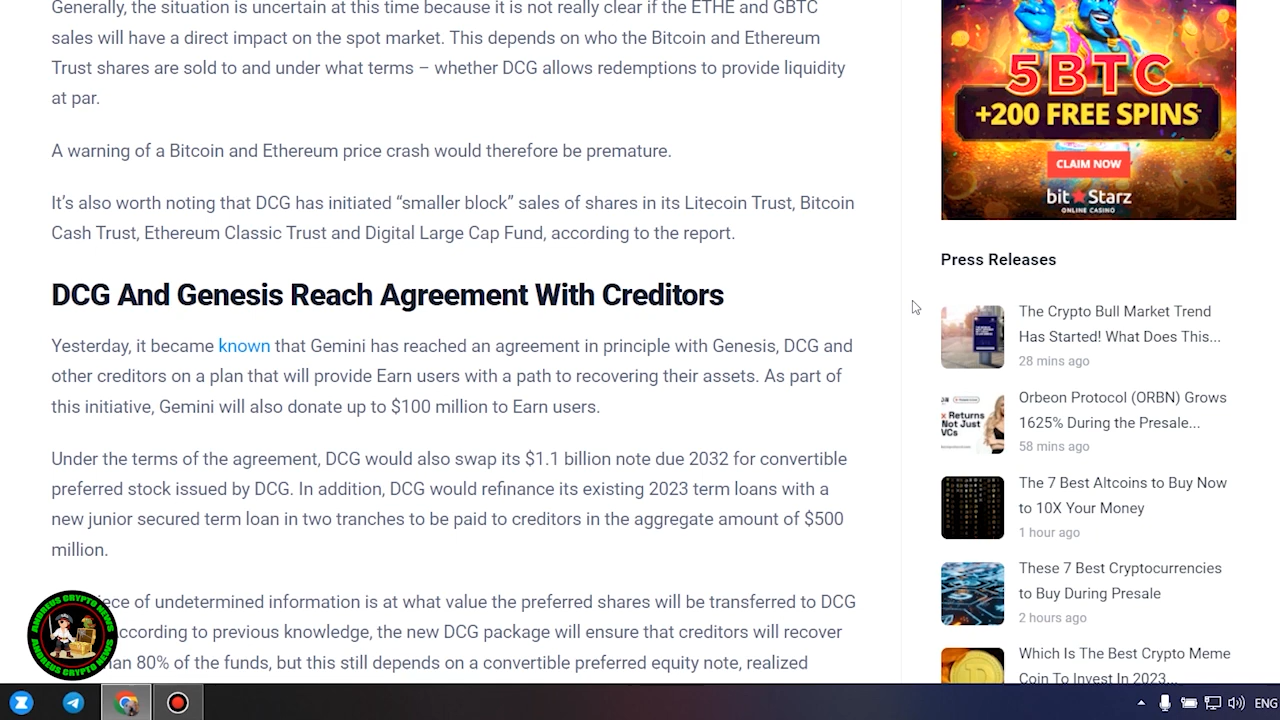 Generally, the situation is uncertain at this time because it is not really clear if the ETHE and GBTC
sales will have a direct impact on the spot market. This depends on who the Bitcoin and Ethereum
Trust shares are sold to and under what terms – whether DCG allows redemptions to provide liquidity
at par.
A warning of a Bitcoin and Ethereum price crash would therefore be premature.
It’s also worth noting that DCG has initiated “smaller block” sales of shares in its Litecoin Trust, Bitcoin
Cash Trust, Ethereum Classic Trust and Digital Large Cap Fund, according to the report.
DCG And Genesis Reach Agreement With Creditors
Yesterday, it became known that Gemini has reached an agreement in principle with Genesis, DCG and
other creditors on a plan that will provide Earn users with a path to recovering their assets. As part of
this initiative, Gemini will also donate up to $100 million to Earn users.
Under the terms of the agreement, DCG would also swap its $1.1 billion note due 2032 for convertible
preferred stock issued by DCG. In addition, DCG would refinance its existing 2023 term loans with a
new junior secured term loan in two tranches to be paid to creditors in the aggregate amount of $500
million.
iece of undetermined information is at what value the preferred shares will be transferred to DCG
ccording to previous knowledge, the new DCG package will ensure that creditors will recover
an 80% of the funds, but this still depends on a convertible preferred equity note, realized
ANDREUS CRYPTO NEWS
ANDREUS CRYPTO NEWS
5BTC
+200 FREE SPINS
CLAIM NOW
bit Starz
ONLINE CASINO
Press Releases
The Crypto Bull Market Trend
Has Started! What Does This...
28 mins ago
Returns
Not Just
VCs
Orbeon Protocol (ORBN) Grows
1625% During the Presale...
58 mins ago
The 7 Best Altcoins to Buy Now
to 10X Your Money
1 hour ago
These 7 Best Cryptocurrencies
to Buy During Presale
2 hours ago
Which Is The Best Crypto Meme
Coin To Invest In 2023...
ENG